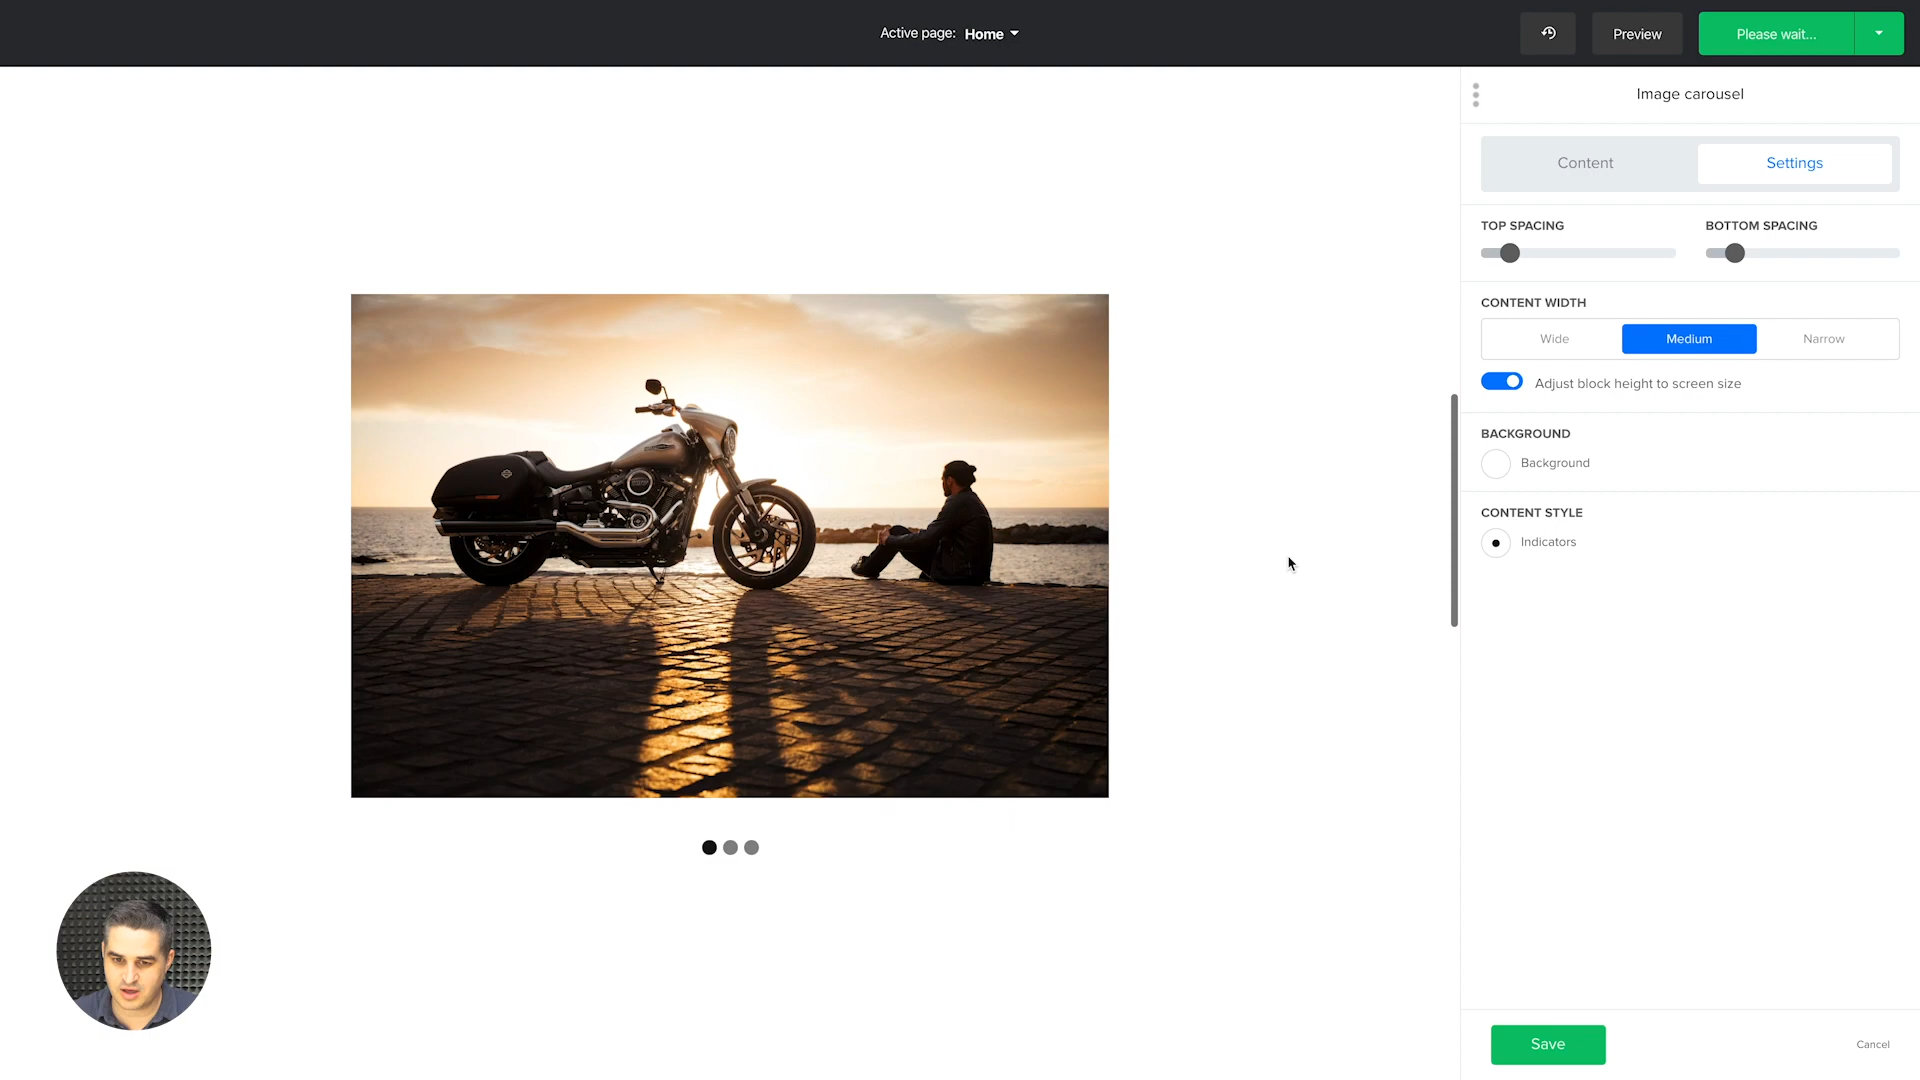 Active page: Home
Preview
Please wait...
Image carousel
Content
Settings
TOP SPACING
BOTTOM SPACING
CONTENT WIDTH
Wide
Medium
Narrow
Adjust block height to screen size
BACKGROUND
Background
CONTENT STYLE
Indicators
Save
Cancel